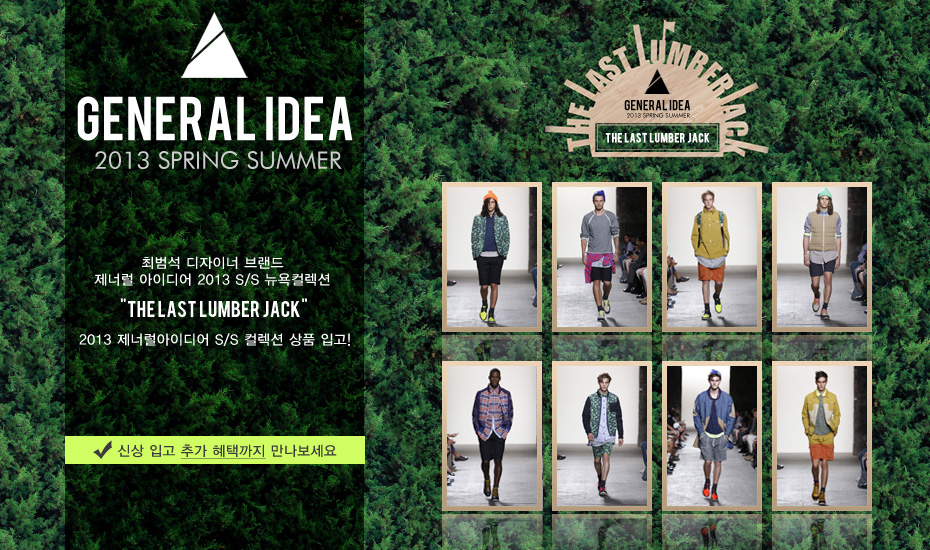 GENERAL IDEA
2013 SPRING SUMMER
최범석 디자이너 브랜드
제너럴 아이디어 2013 S/S 뉴욕컬렉션
"THE LAST LUMBER JACK"
2013 제너럴아이디어 S/S 컬렉션 상품 입고!
신상 입고 추가 혜택까지 만나보세요
THE LAST LUMBER JACK
GENERAL IDEA
2013 SPRING SUMMER
THE LAST LUMBER JACK